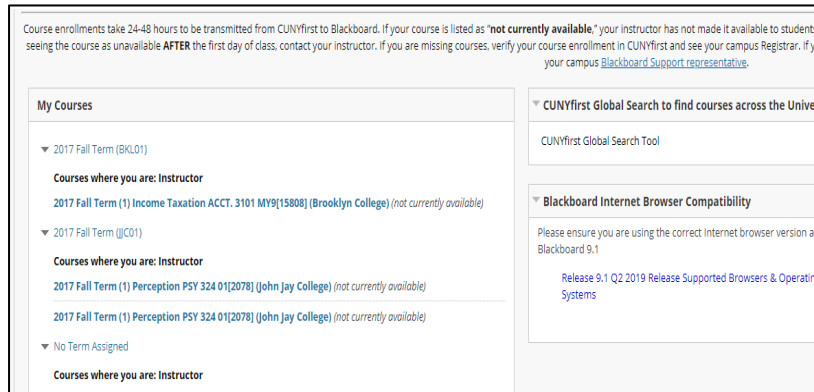 Course enrollments take 24-48 hours to be transmitted from CUNYfirst to Blackboard. If your course is listed as "not currently available," your instructor has not made it available to students
seeing the course as unavailable AFTER the first day of class, contact your instructor. If you are missing courses, verify your course enrollment in CUNYfirst and see your campus Registrar. If
your campus Blackboard Support representative.
My Courses
2017 Fall Term (BKL01)
Courses where you are: Instructor
2017 Fall Term (1) Income Taxation ACCT. 3101 MY9[15808] (Brooklyn College) (not currently available)
2017 Fall Term (JJC01)
Courses where you are: Instructor
2017 Fall Term (1) Perception PSY 324 01[2078] (John Jay College) (not currently available)
2017 Fall Term (1) Perception PSY 324 01[2078] (John Jay College) (not currently available)
No Term Assigned
Courses where you are: Instructor
CUNYfirst Global Search to find courses across the
CUNYfirst Global Search Tool
Blackboard Internet Browser Compatibility
Please ensure you are using the correct Internet browser version
Blackboard 9.1
Release 9.1 Q2 2019 Release Supported Browsers &
Systems